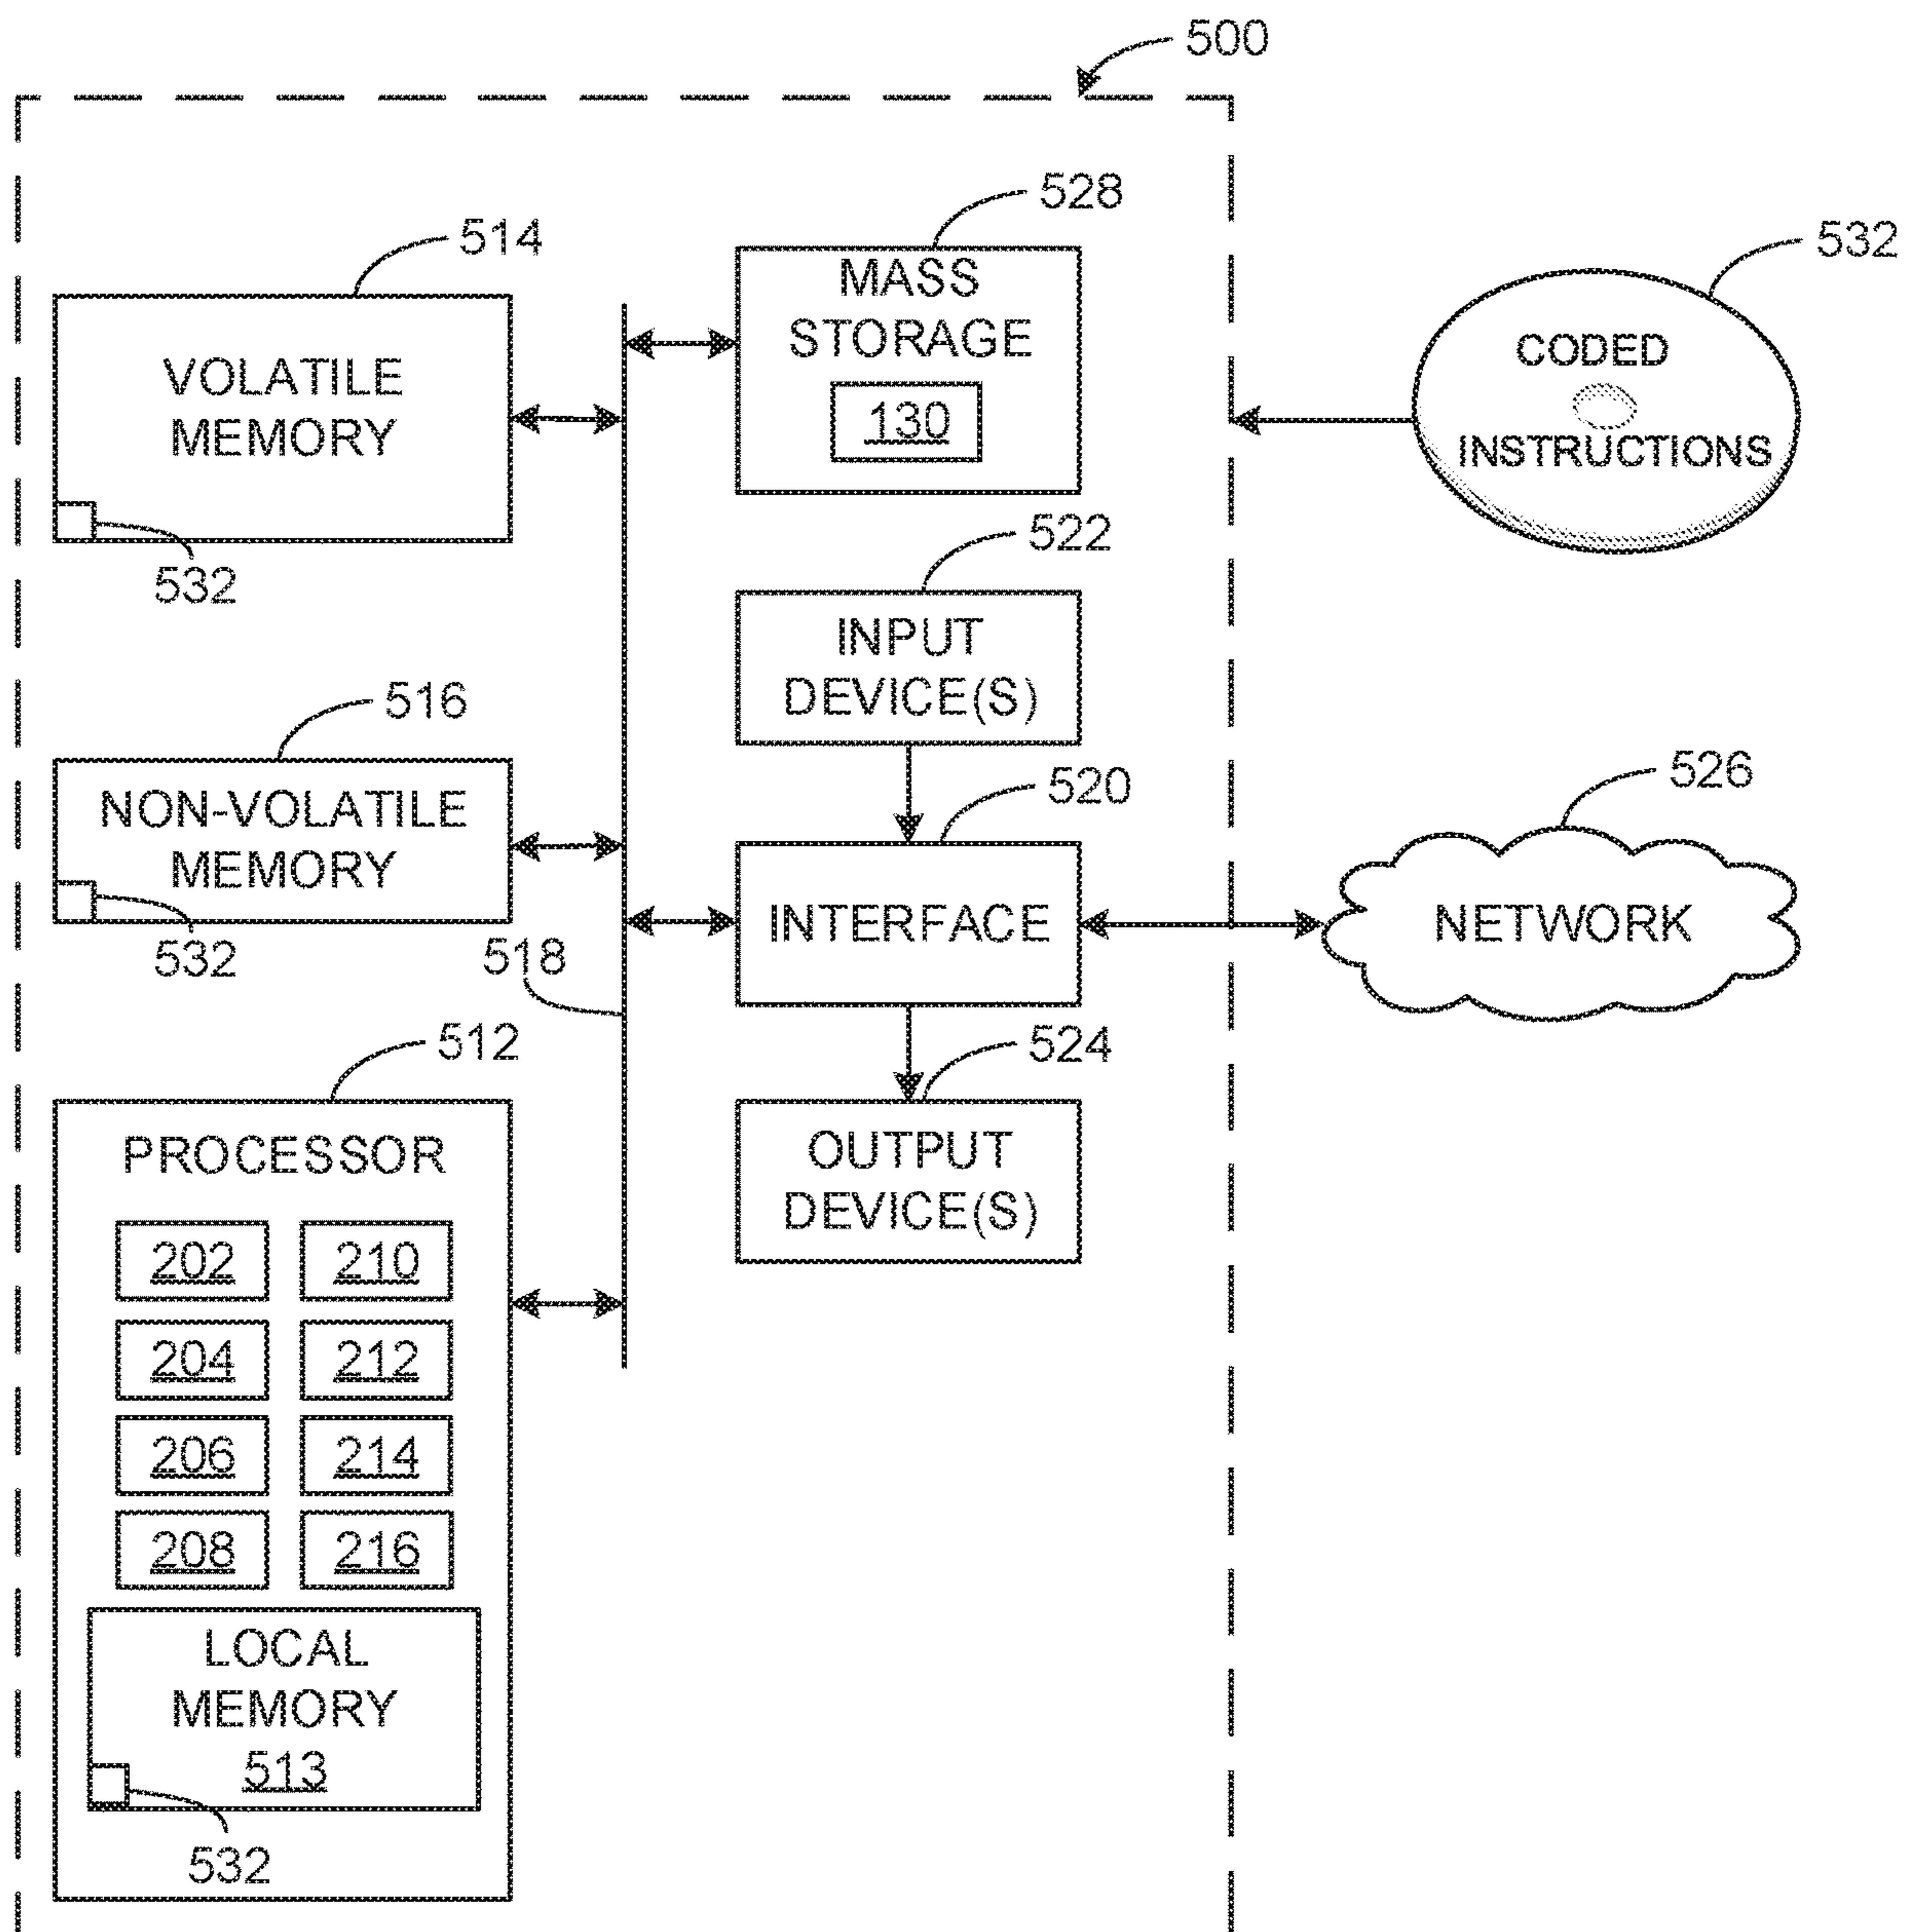 500
528
514
532
MASS
STORAGE
130
CODED
INSTRUCTIONS
VOLATILE
MEMORY
532
522
INPUT
DEVICE(S)
516
526
520
NON-VOLATILE
MEMORY
INTERFACE
NETWORK
532
518
512
524
PROCESSOR
OUTPUT
DEVICE(S)
202 210
204 212
206 214
208 216
LOCAL
MEMORY
513
532